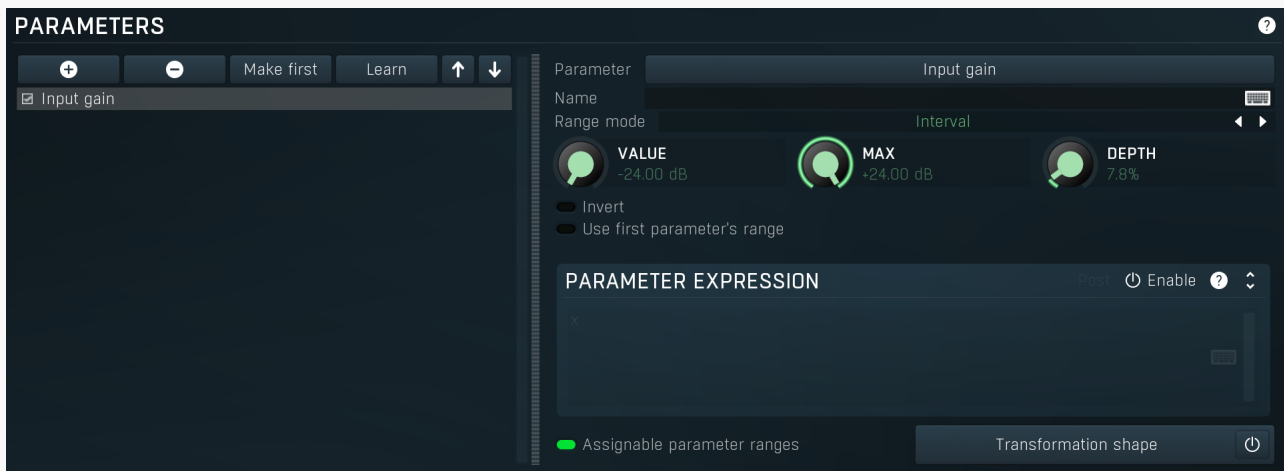 PARAMETERS
?
Make first Learn
Input gain
Parameter Input gain
Name
Range mode Interval
VALUE
-24.00 dB
MAX
+24.00 dB
DEPTH
7.8%
Invert
Use first parameter's range
PARAMETER EXPRESSION Post Enable ?
x
Assignable parameter ranges
Transformation shape